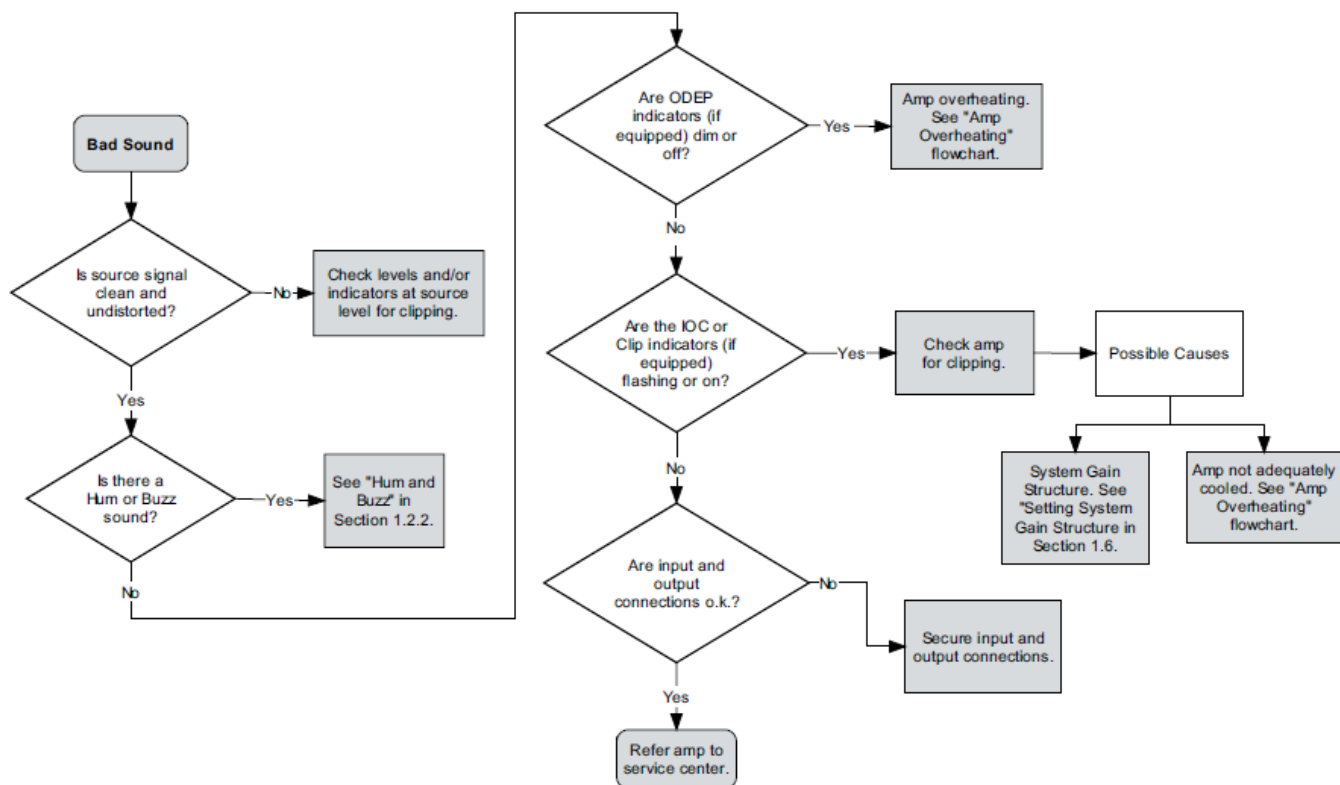 Bad Sound
Is source signal
clean and
undistorted?
No
Check levels and/or
indicators at source
level for clipping.
Yes
Is there a
Hum or Buzz
sound?
Yes
See "Hum and
Buzz" in
Section 1.2.2.
No
Are ODEP
indicators (if
equipped) dim or
off?
Yes
Amp overheating.
See "Amp
Overheating"
flowchart.
No
Are the IOC or
Clip indicators (if
equipped)
flashing or on?
Yes
Check amp
for clipping.
Possible Causes
System Gain
Structure. See
"Setting System
Gain Structure in
Section 1.6.
Amp not adequately
cooled. See "Amp
Overheating"
flowchart.
No
Are input and
output
connections o.k.?
No
Secure input and
output connections.
Yes
Refer amp to
service center.